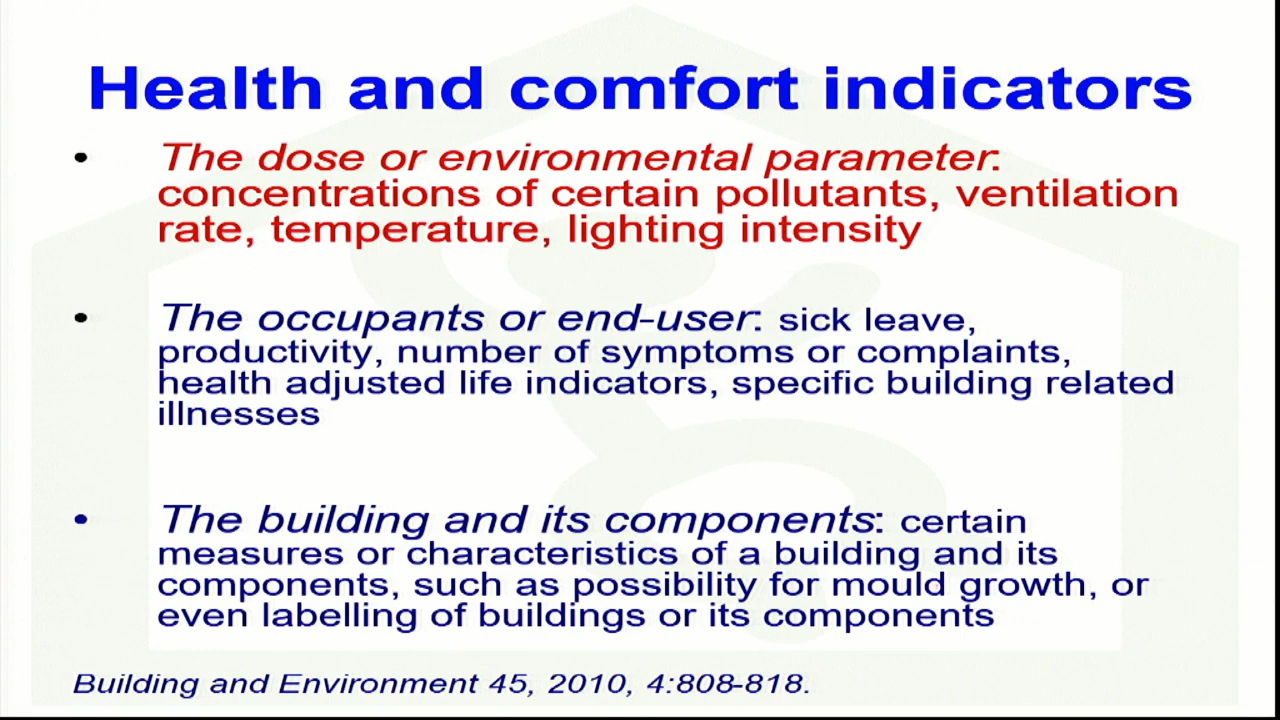 Health and comfort indicators
• The dose or environmental parameter:
concentrations of certain pollutants, ventilation
rate, temperature, lighting intensity
• The occupants or end-user: sick leave,
productivity, number of symptoms or complaints,
health adjusted life indicators, specific building related
illnesses
• The building and its components: certain
measures or characteristics of a building and its
components, such as possibility for mould growth, or
even labelling of buildings or its components
Building and Environment 45, 2010, 4:808-818.